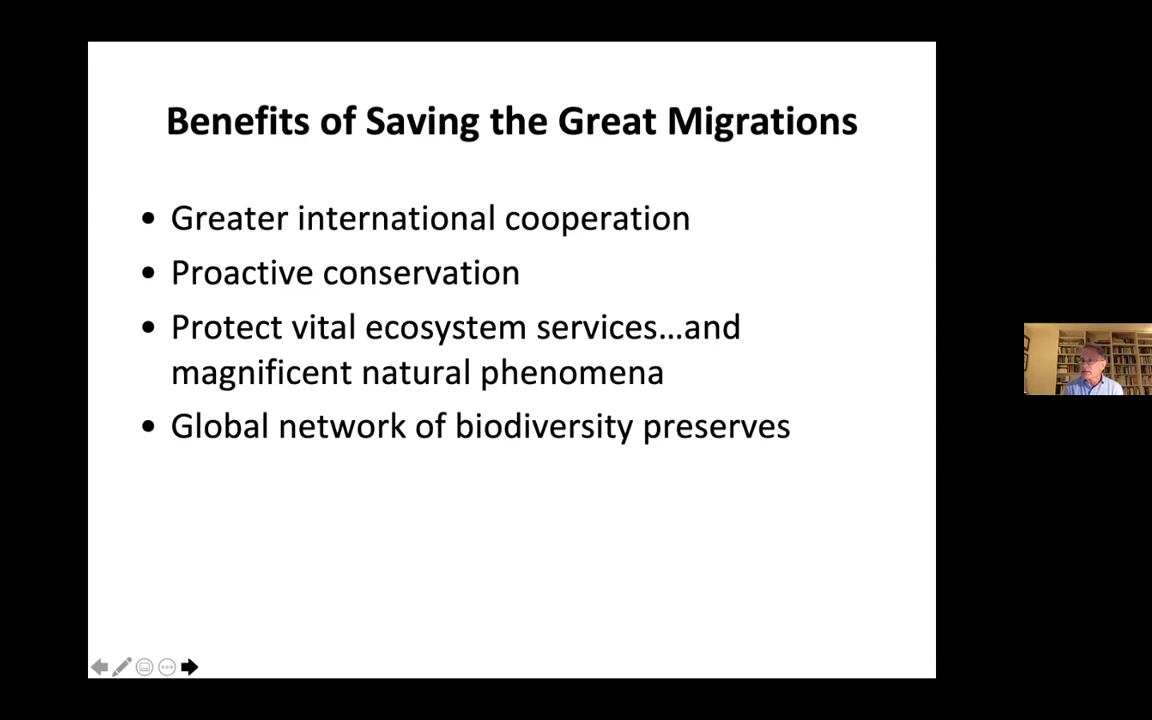 Benefits of Saving the Great Migrations
• Greater international cooperation
• Proactive conservation
• Protect vital ecosystem services…and
magnificent natural phenomena
• Global network of biodiversity preserves